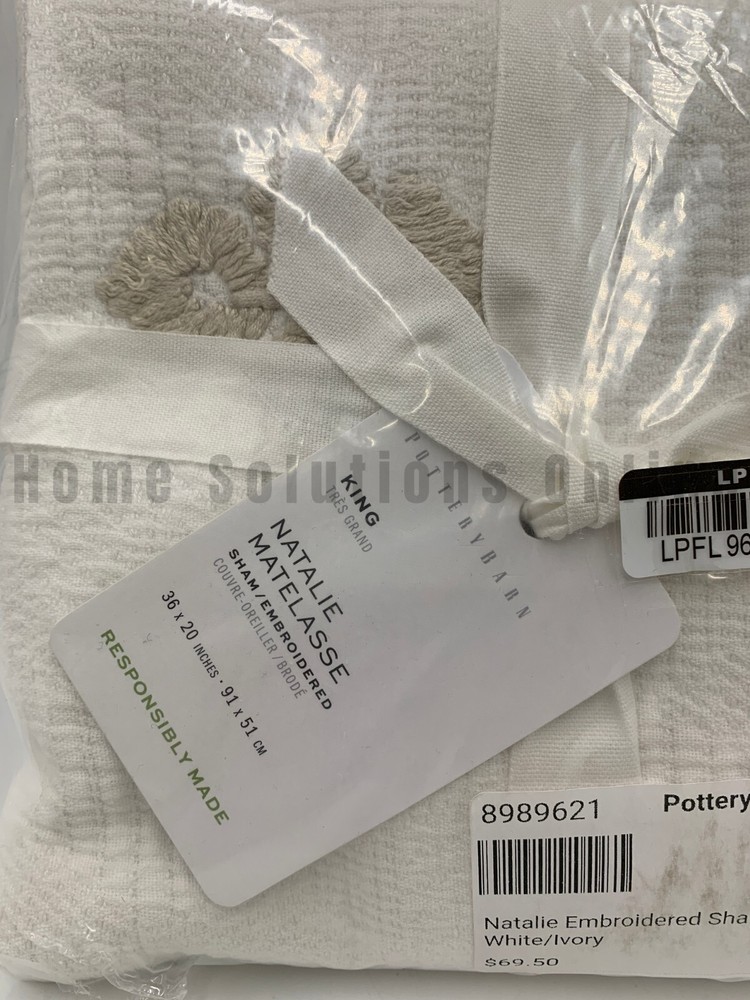 Home Solutions Onli
POTTERYBARN
KING
TRÈS GRAND
NATALIE
MATELASSE
SHAM/EMBROIDERED
COUVRE-OREILLER/BRODÉ
36 x 20 INCHES · 91 x 51 CM
RESPONSIBLY MADE
LP
LPFL 96
8989621 Pottery
Natalie Embroidered Sha
White/Ivory
$69.50